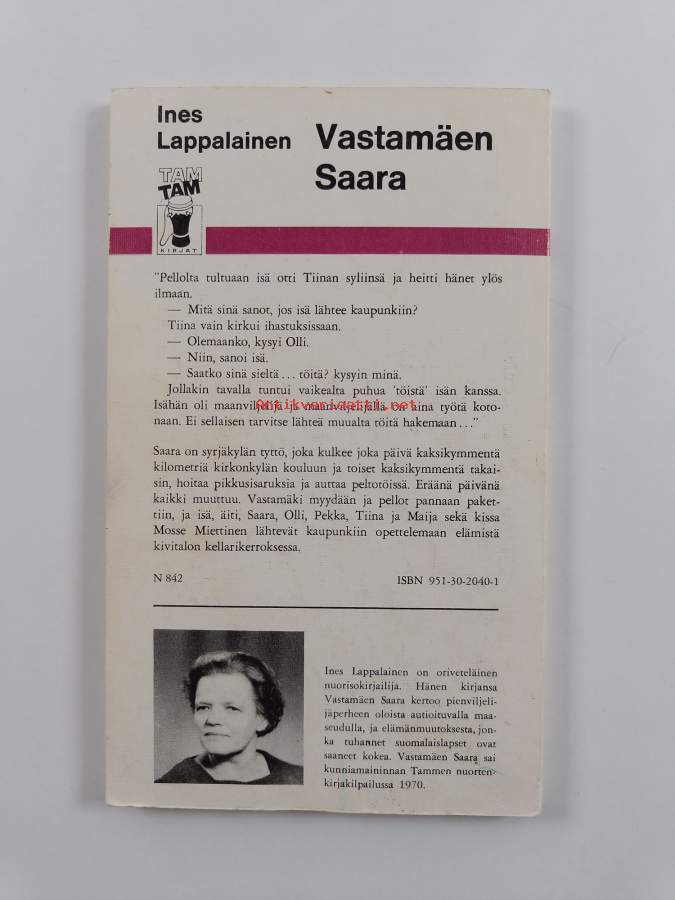 Ines
Lappalainen
Vastamäen
Saara
TAM
TAM
KIRJAT
"Pellolta tultuaan isä otti Tiinan syliinsä ja heitti hänet ylös
ilmaan.
— Mitä sinä sanot, jos isä lähtee kaupunkiin?
Tiina vain kirkui ihastuksissaan.
— Olemaanko, kysyi Olli.
— Niin, sanoi isä.
— Saatko sinä sieltä... töitä? kysyin minä.
Jollakin tavalla tuntui vaikealta puhua 'töistä' isän kanssa.
Isähän oli maanviljelijä ja maanviljelijällä on aina työtä koto-
Antikvariaatti.net
naan. Ei sellaisen tarvitse lähteä muualta töitä hakemaan..."
Saara on syrjäkylän tyttö, joka kulkee joka päivä kaksikymmentä
kilometriä kirkonkylän kouluun ja toiset kaksikymmentä takai-
sin, hoitaa pikkusisaruksia ja auttaa peltotöissä. Eräänä päivänä
kaikki muuttuu. Vastamäki myydään ja pellot pannaan paket-
tiin, ja isä, äiti, Saara, Olli, Pekka, Tiina ja Maija sekä kissa
Mosse Miettinen lähtevät kaupunkiin opettelemaan elämistä
kivitalon kellarikerroksessa.
N 842
ISBN 951-30-2040-1
Ines Lappalainen on oriveteläinen
nuorisokirjailija. Hänen kirjansa
Vastamäen Saara kertoo pienviljeli-
jäperheen oloista autioituvalla maa-
seudulla, ja elämänmuutoksesta, jon-
ka tuhannet suomalaislapset ovat
saaneet kokea. Vastamäen Saara sai
kunniamaininnan Tammen nuorten-
kirjakilpailussa 1970.